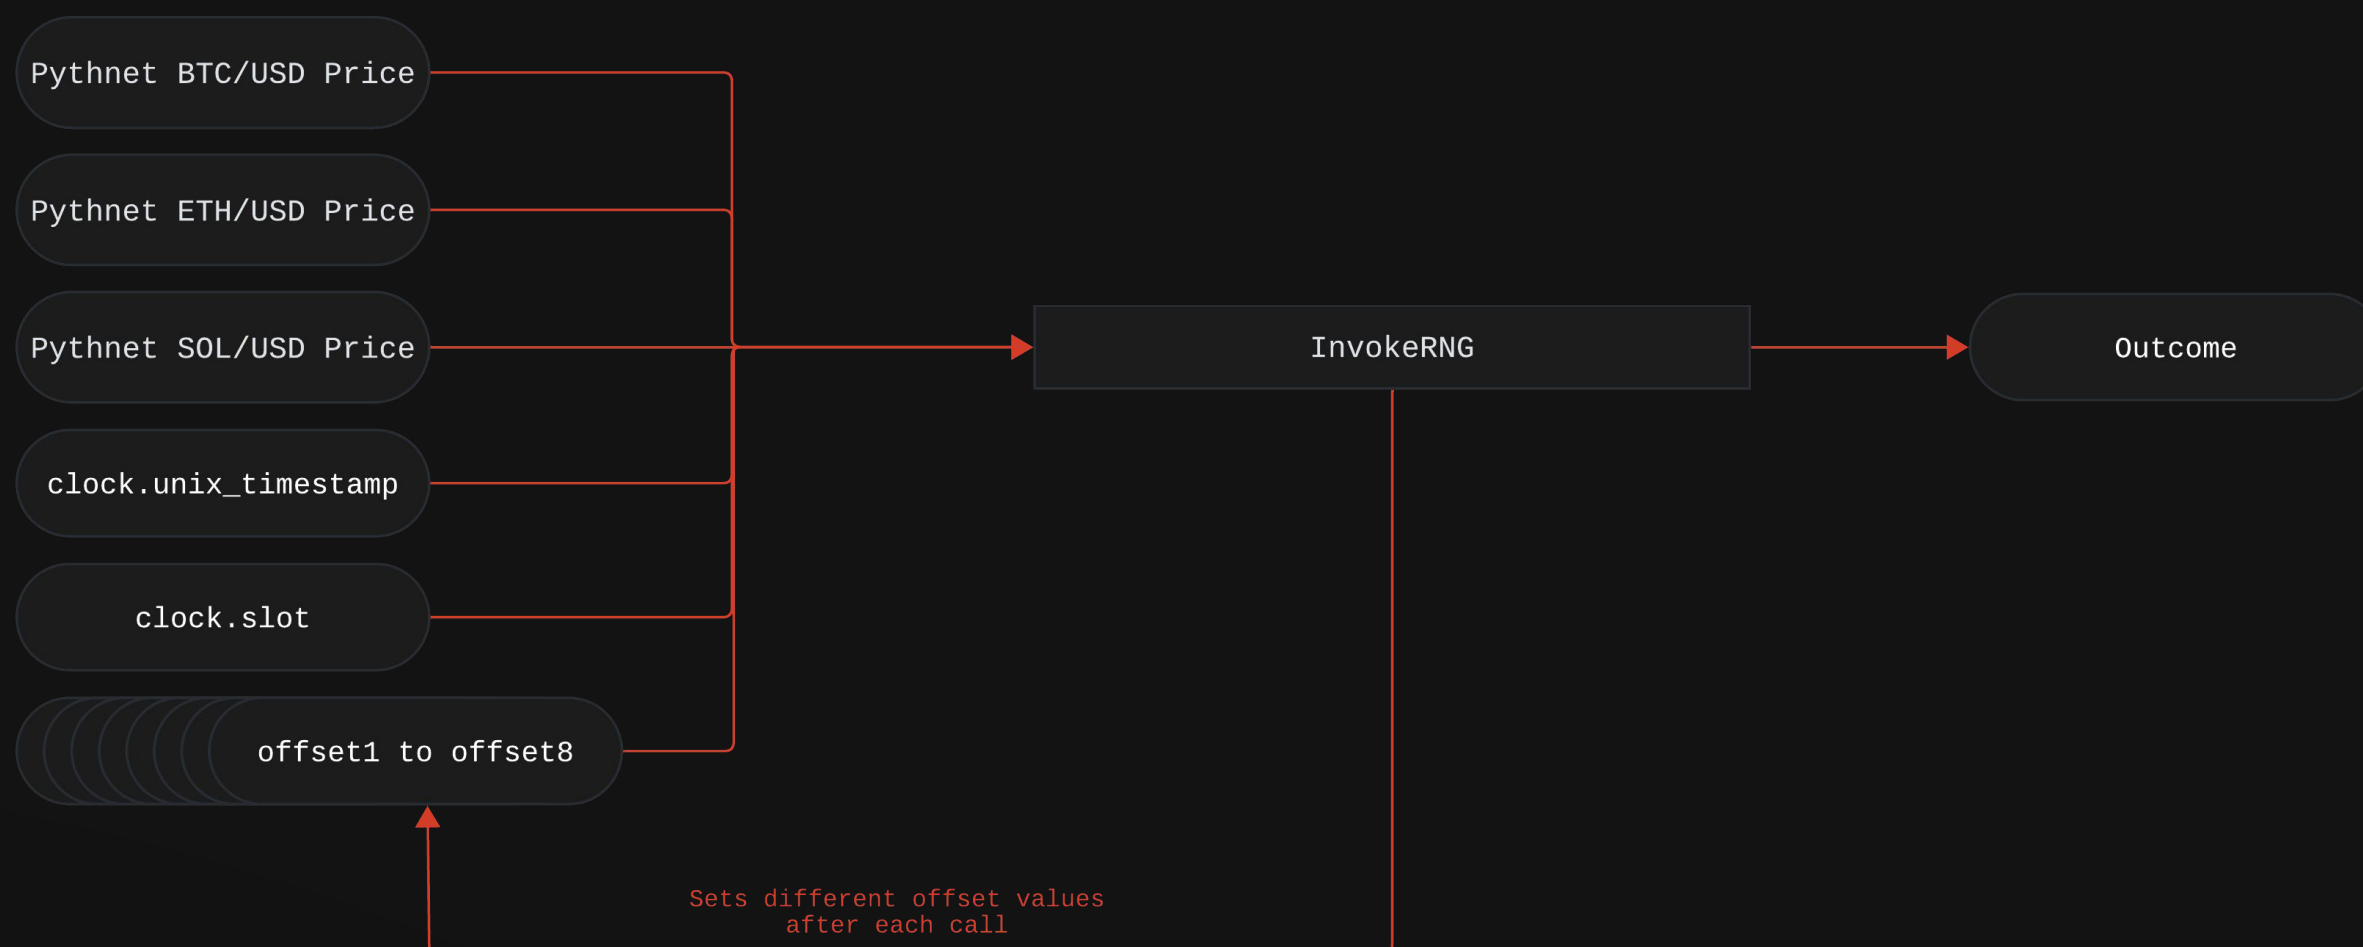 Pythnet BTC/USD Price
Pythnet ETH/USD Price
Pythnet SOL/USD Price
clock.unix_timestamp
clock.slot
offset1 to offset8
InvokeRNG
Outcome
Sets different offset values
after each call